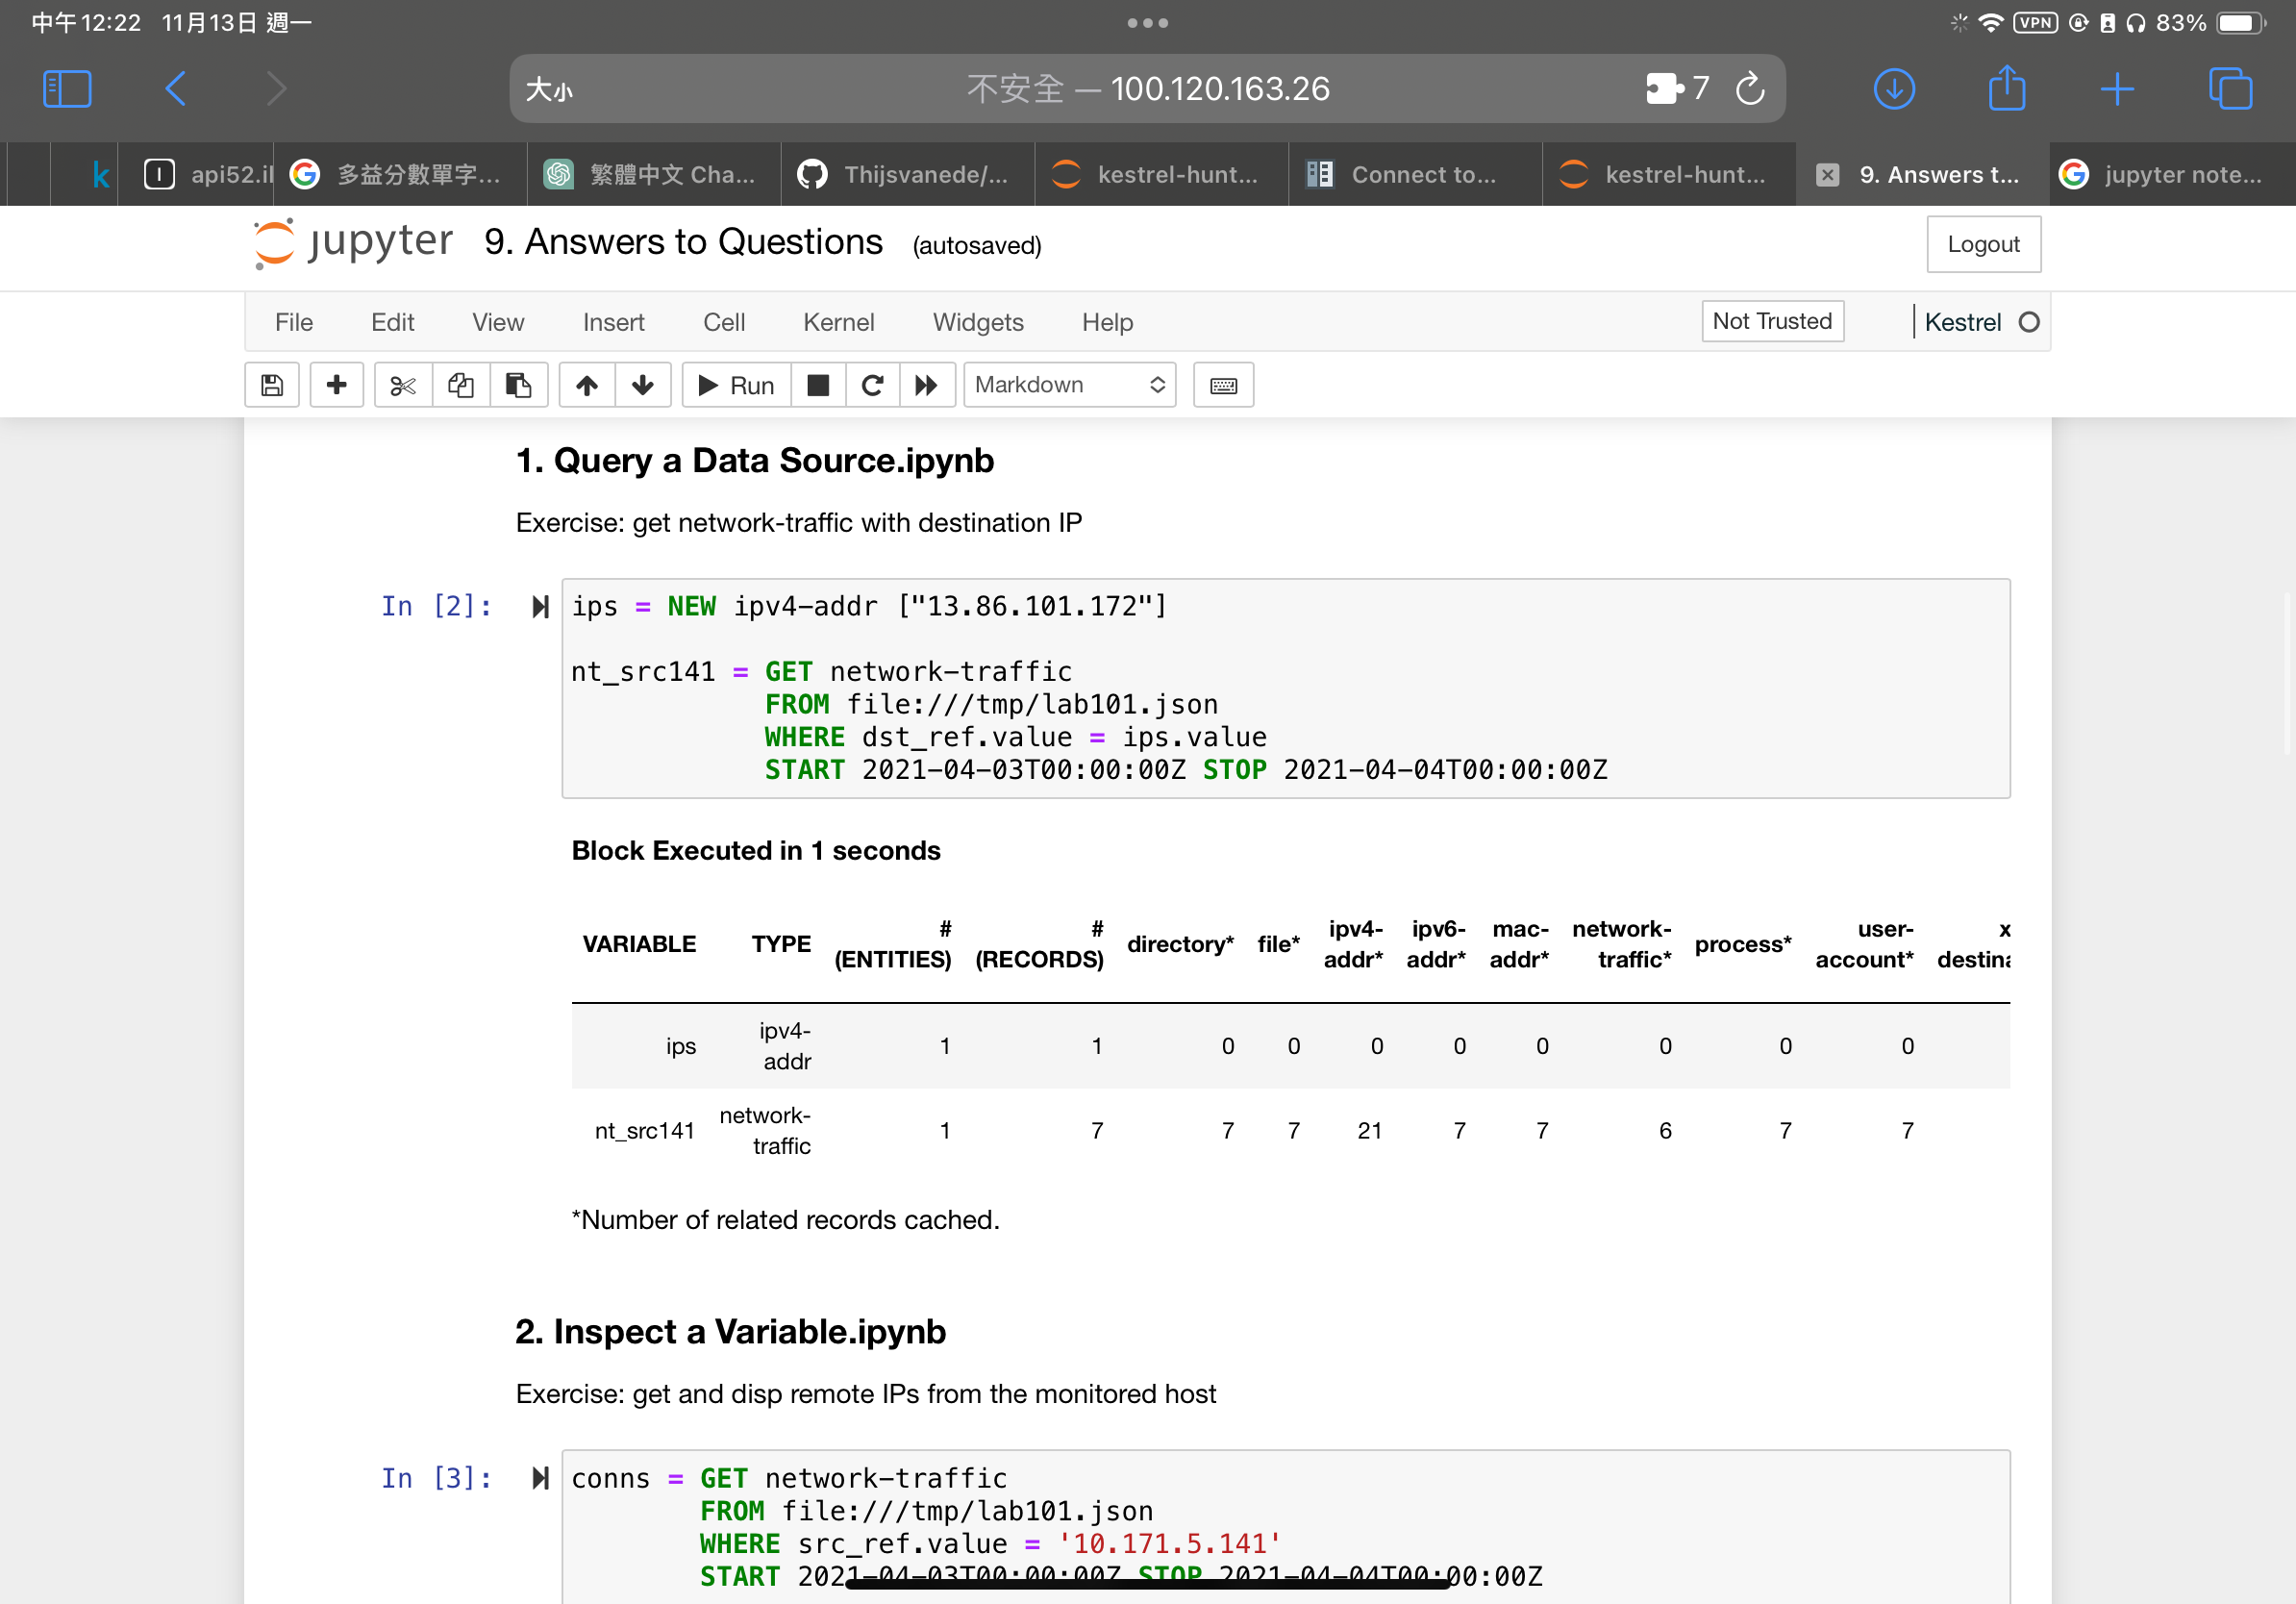 中午12:22 11月13日 週一
VPN 83%
大小 不安全 — 100.120.163.26 7
k api52.il 多益分數單字... 繁體中文 Cha... Thijsvanede/... kestrel-hunt... Connect to... kestrel-hunt... 9. Answers t... jupyter note...
jupyter 9. Answers to Questions (autosaved) Logout
File Edit View Insert Cell Kernel Widgets Help Not Trusted Kestrel
Run Markdown
1. Query a Data Source.ipynb
Exercise: get network-traffic with destination IP
In [2]: ips = NEW ipv4-addr ["13.86.101.172"]
nt_src141 = GET network-traffic
FROM file:///tmp/lab101.json
WHERE dst_ref.value = ips.value
START 2021-04-03T00:00:00Z STOP 2021-04-04T00:00:00Z
Block Executed in 1 seconds
VARIABLE TYPE # (ENTITIES) # (RECORDS) directory* file* ipv4-addr* ipv6-addr* mac-addr* network-traffic* process* user-account* x destina
ips ipv4-addr 1 1 0 0 0 0 0 0 0 0
nt_src141 network-traffic 1 7 7 7 21 7 7 6 7 7
*Number of related records cached.
2. Inspect a Variable.ipynb
Exercise: get and disp remote IPs from the monitored host
In [3]: conns = GET network-traffic
FROM file:///tmp/lab101.json
WHERE src_ref.value = '10.171.5.141'
START 2021-04-03T00:00:00Z STOP 2021-04-04T00:00:00Z